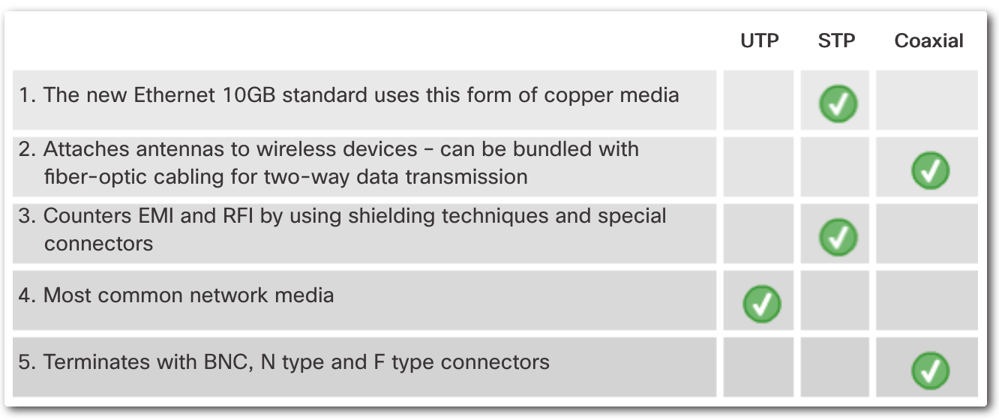 UTP STP Coaxial
1. The new Ethernet 10GB standard uses this form of copper media
2. Attaches antennas to wireless devices – can be bundled with
fiber-optic cabling for two-way data transmission
3. Counters EMI and RFI by using shielding techniques and special
connectors
4. Most common network media
5. Terminates with BNC, N type and F type connectors